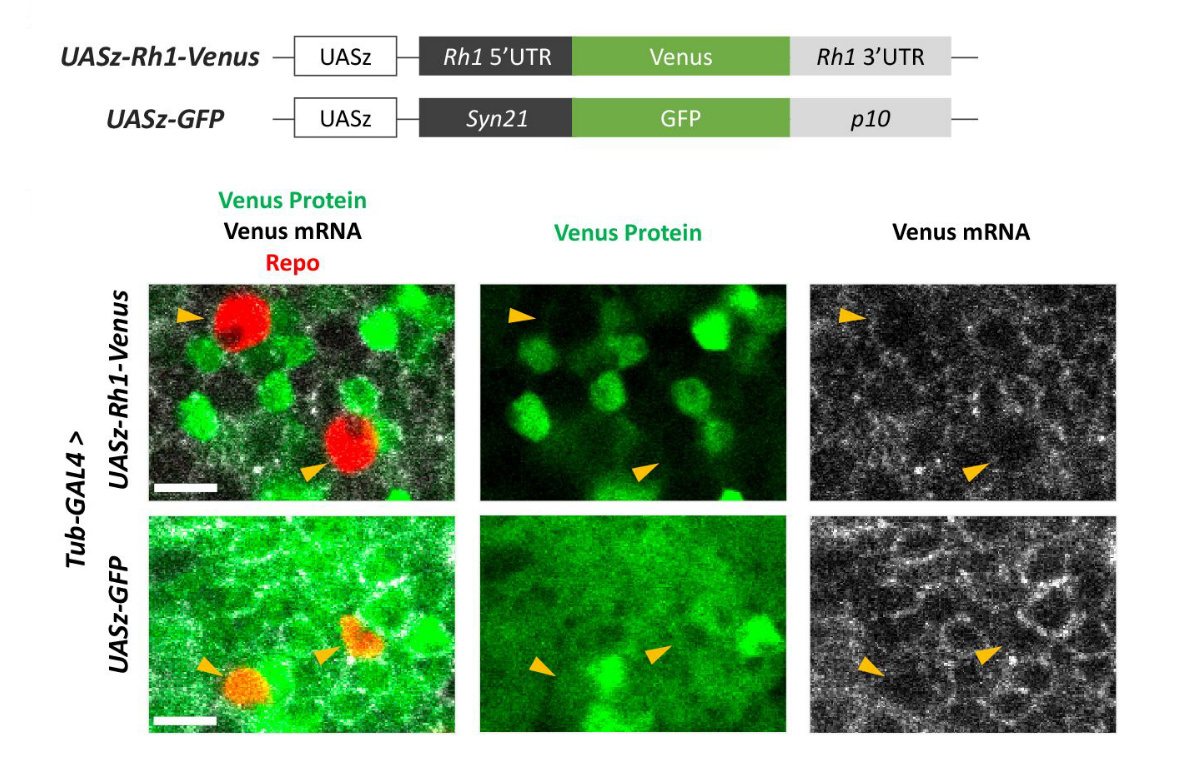 UASz-Rh1-Venus UASz Rh1 5’UTR Venus Rh1 3’UTR
UASz-GFP UASz Syn21 GFP p10
Venus Protein
Venus mRNA
Repo
Venus Protein
Venus mRNA
Tub-GAL4 >
UASz-Rh1-Venus
UASz-GFP